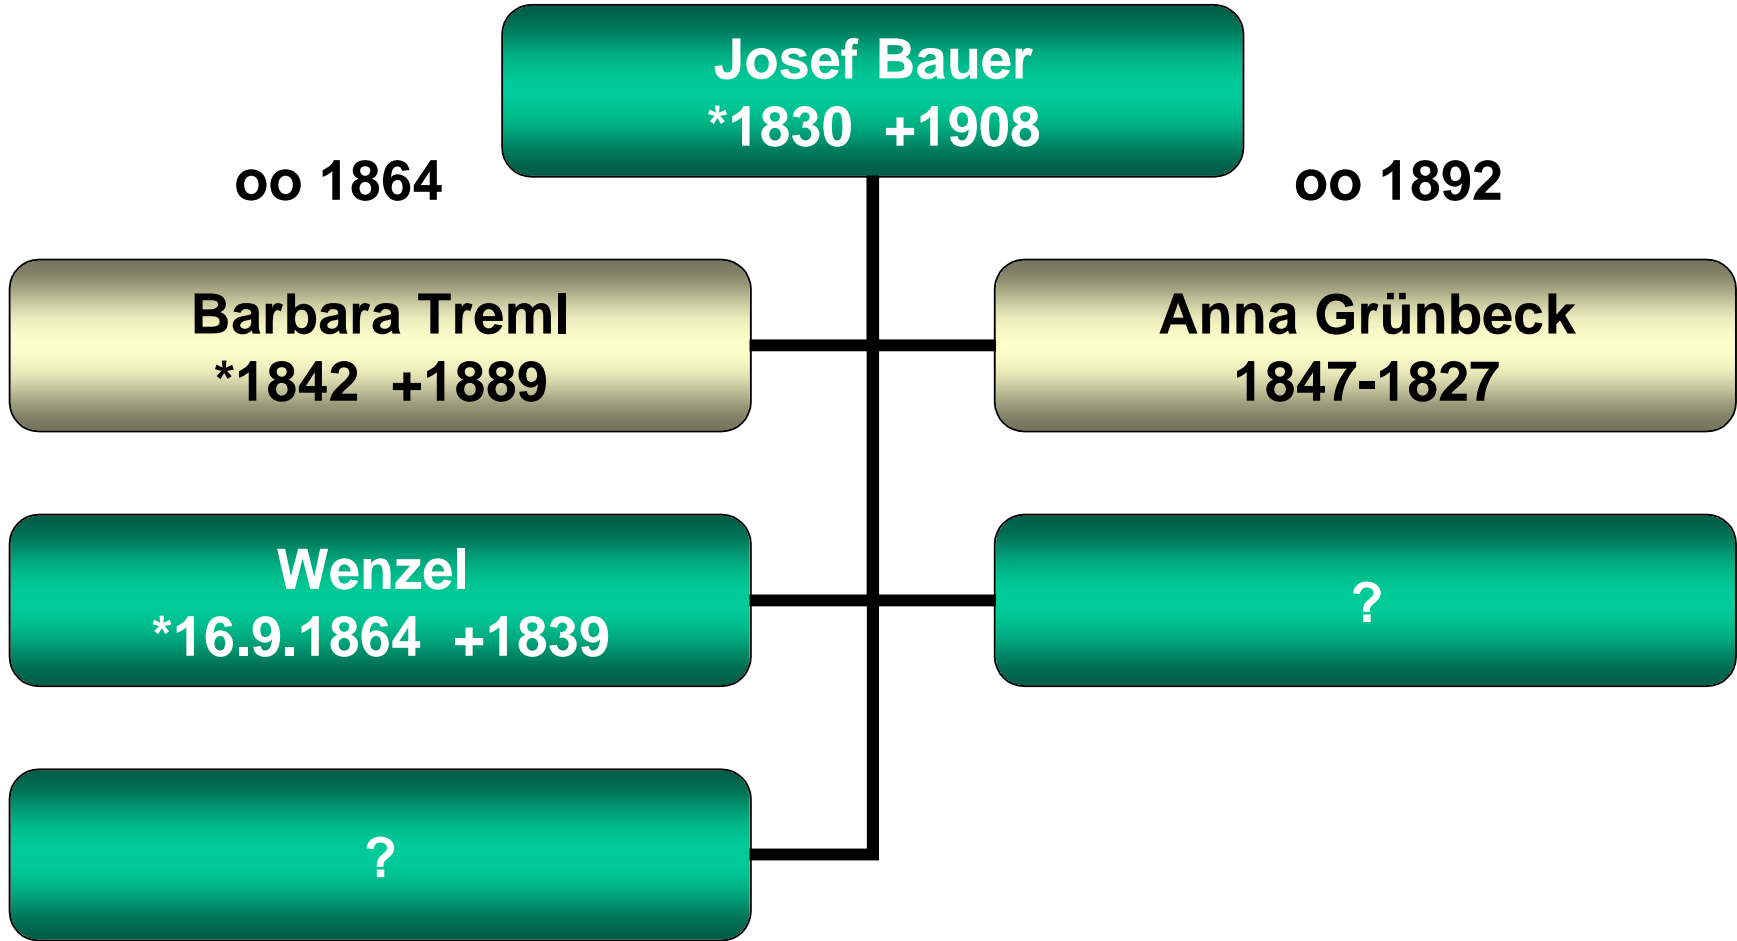 Josef Bauer
*1830 +1908
oo 1864
oo 1892
Barbara Treml
*1842 +1889
Anna Grünbeck
1847-1827
Wenzel
*16.9.1864 +1839
?
?